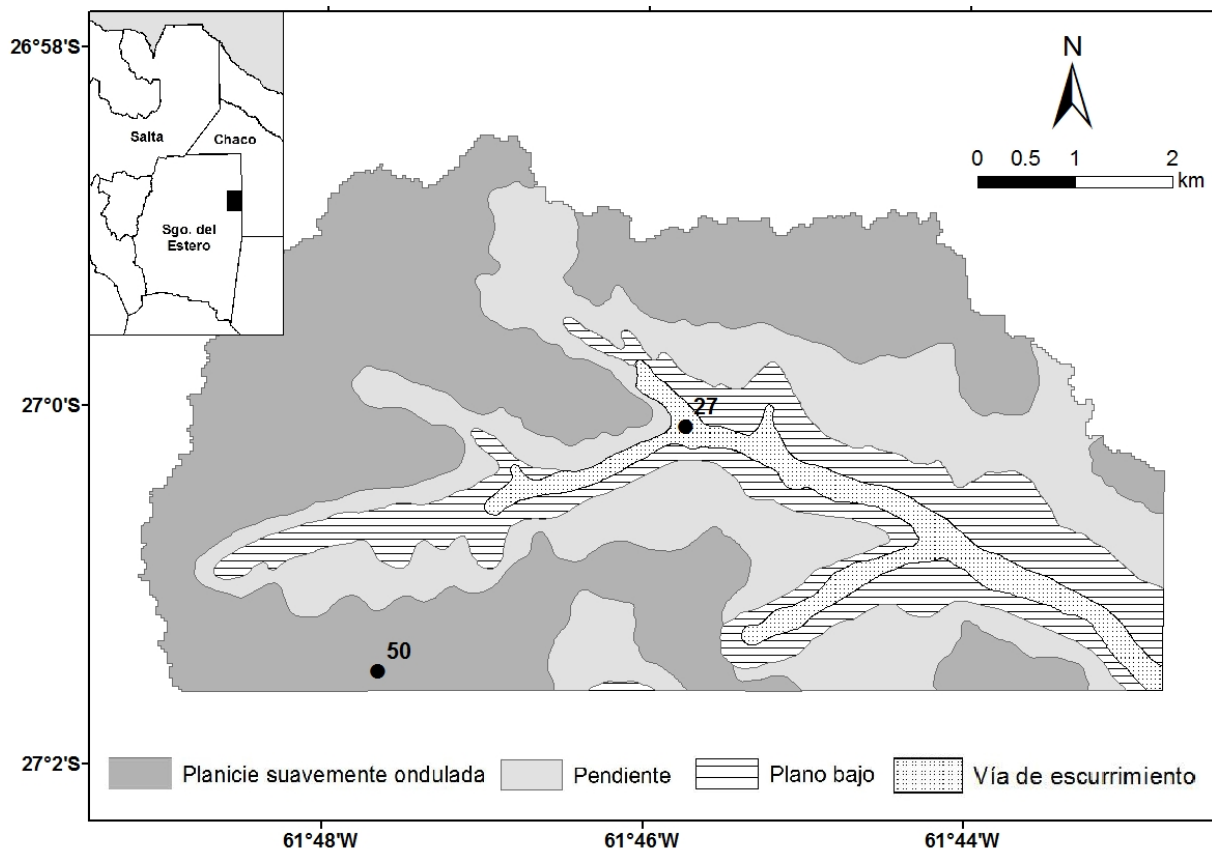 26°58'S
Salta
Chaco
Sgo. del
Estero
N
0 0.5 1 2
km
27°0'S
27
50
27°2'S
Planicie suavemente ondulada
Pendiente
Plano bajo
Vía de escurrimiento
61°48'W
61°46'W
61°44'W